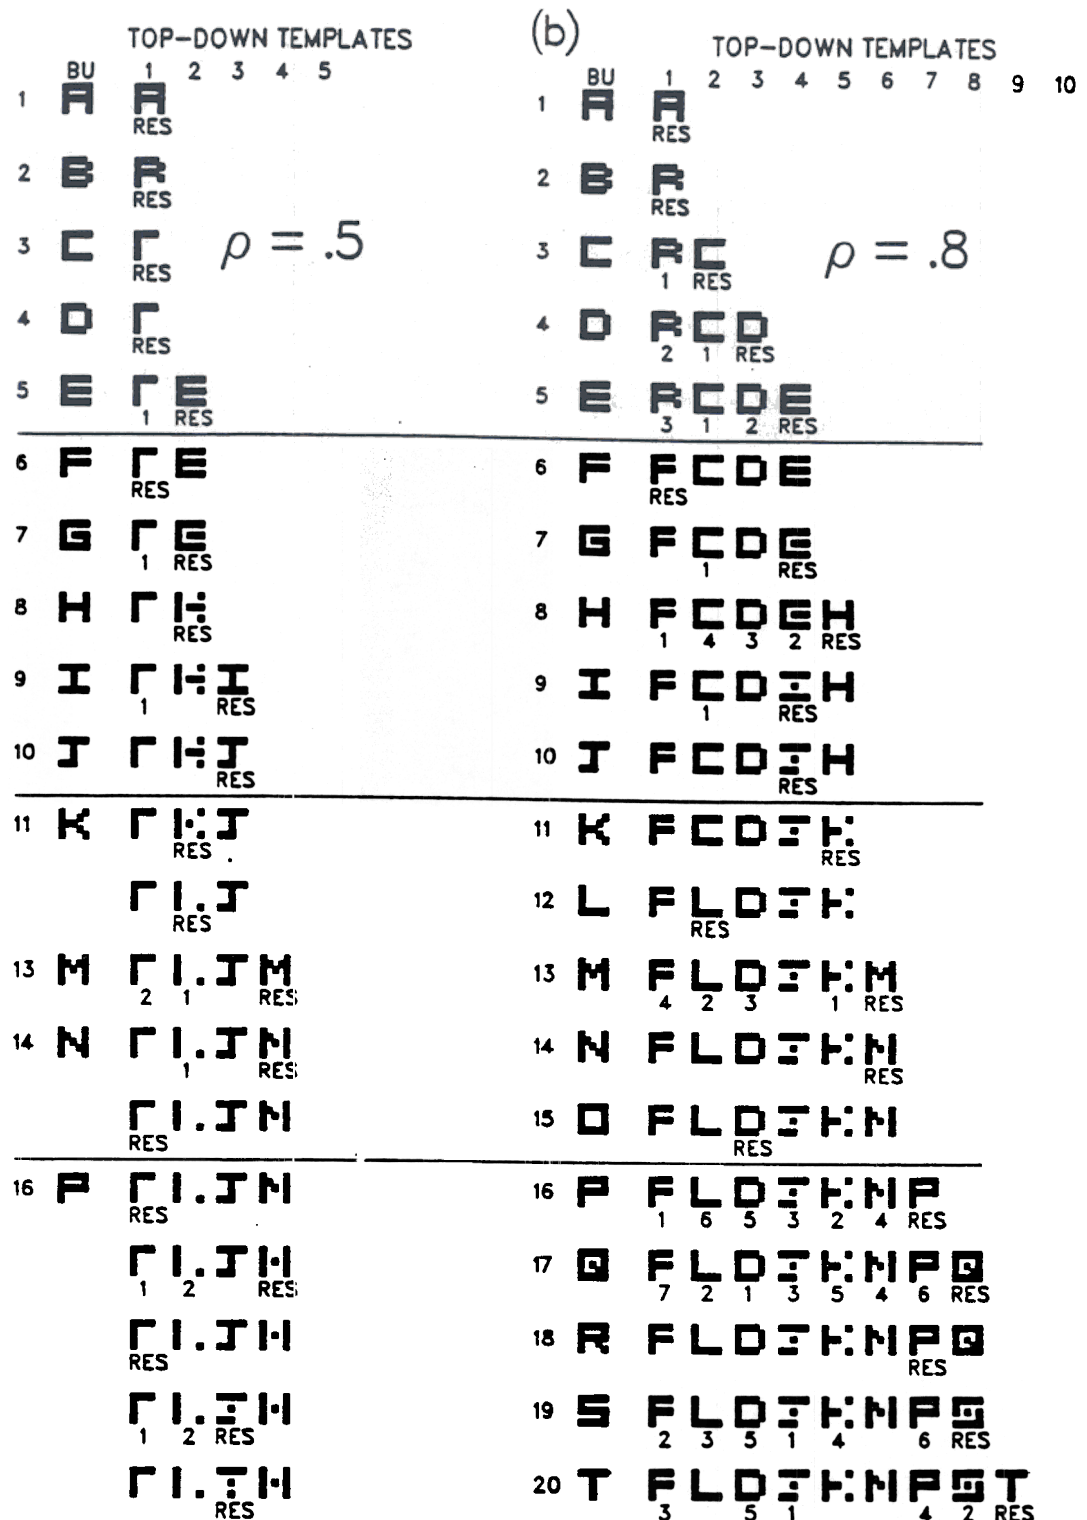 TOP-DOWN TEMPLATES
BU 1 2 3 4 5
1 A A
RES
2 B R
RES
3 C Γ
RES
ρ = .5
4 D Γ
RES
5 E Γ E
1 RES
6 F Γ E
RES
7 G Γ
1 RES
8 H Γ
RES
9 I Γ I
1 RES
10 J Γ J
RES
11 K Γ J
RES
Γ J
RES
13 M Γ J M
2 1 RES
14 N Γ J N
1 RES
Γ J N
RES
16 P Γ J N
RES
Γ J
1 2 RES
Γ J
RES
Γ
1 2 RES
Γ
RES
(b)
TOP-DOWN TEMPLATES
BU 1 2 3 4 5 6 7 8 9 10
1 A A
RES
2 B R
RES
3 C R C
1 RES
ρ = .8
4 D R C D
2 1 RES
5 E R C D E
3 1 2 RES
6 F F C D E
RES
7 G F C D
1 RES
8 H F C D H
1 4 3 2 RES
9 I F C D H
1 RES
10 J F C D H
RES
11 K F C D
RES
12 L F L D
RES
13 M F L D M
4 2 3 1 RES
14 N F L D N
RES
15 O F L D N
RES
16 P F L D N P
1 6 5 3 2 4 RES
17 Q F L D N P Q
7 2 1 3 5 4 6 RES
18 R F L D N P Q
RES
19 S F L D N P
2 3 5 1 4 6 RES
20 T F L D N P T
3 5 1 4 2 RES